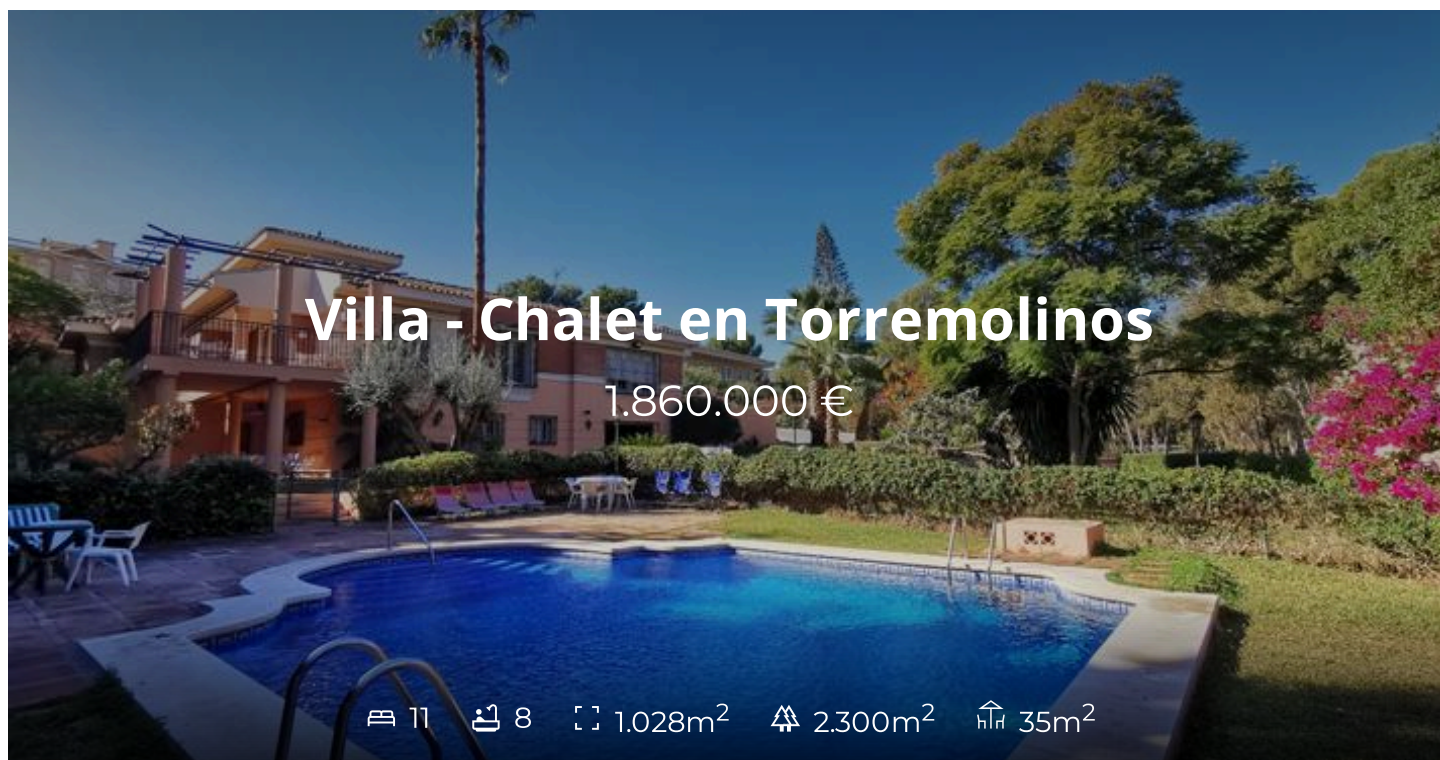 Villa - Chalet en Torremolinos
1.860.000 €
11 8 1.028m² 2.300m² 35m²